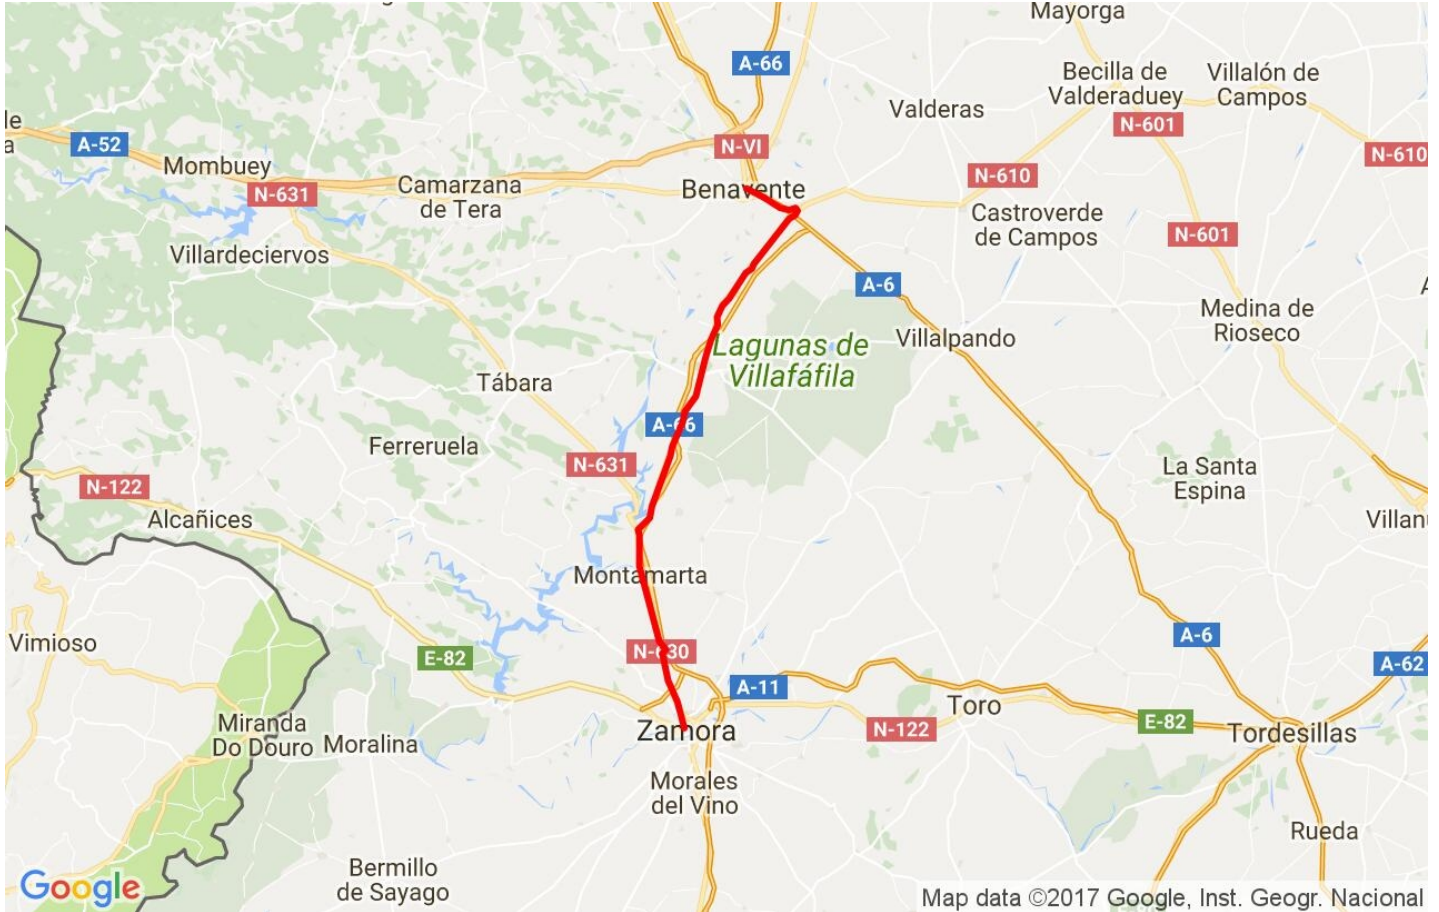 Mayorga
A-66
Becilla de
Valderaduey
Villalón de
Campos
Valderas
N-601
A-52
N-VI
N-610
Mombuey
N-631
Camarzana
de Tera
Benavente
N-610
Castroverde
de Campos
N-601
Villardeciervos
A-6
Medina de
Rioseco
Lagunas de
Villafáfila
Villalpando
Tábara
A-66
Ferreruela
N-631
La Santa
Espina
N-122
Alcañices
Villan
Montamarta
Vimioso
A-6
N-630
E-82
A-62
A-11
Toro
Miranda
Do Douro
Moralina
Zamora
N-122
E-82
Tordesillas
Morales
del Vino
Rueda
Bermillo
de Sayago
Google
Map data ©2017 Google, Inst. Geogr. Nacional